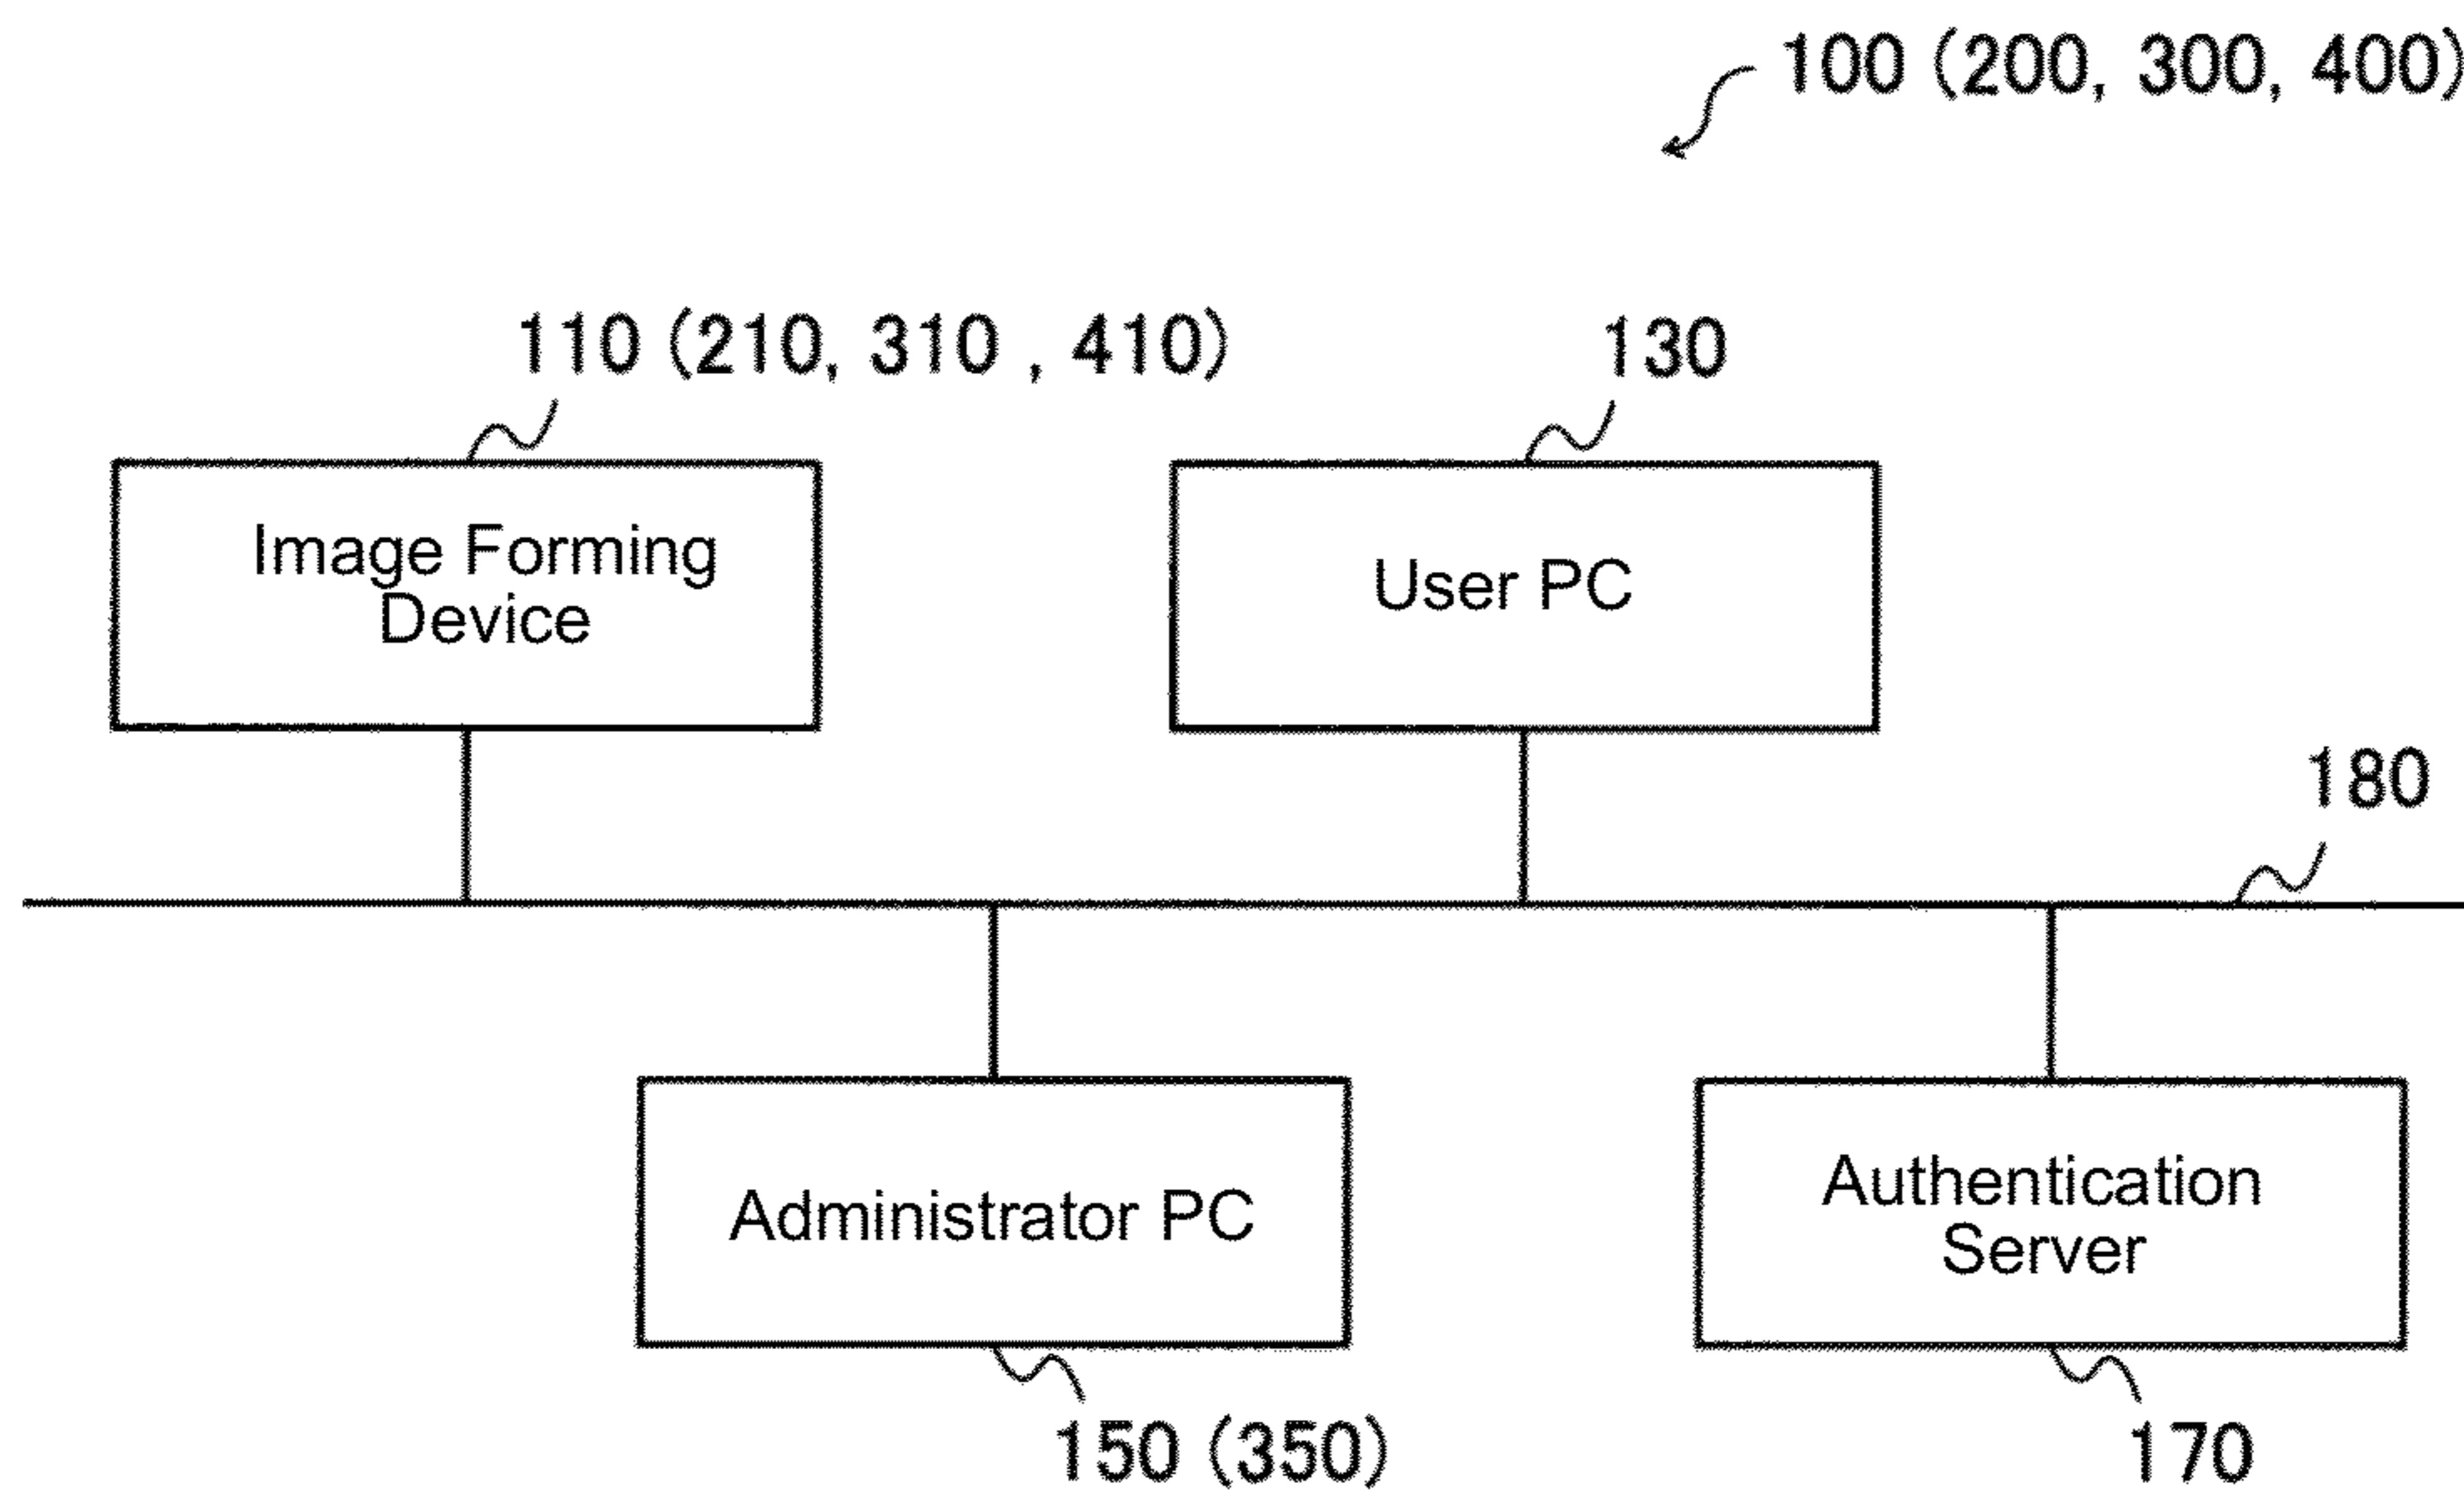 100 (200, 300, 400)
110 (210, 310 , 410)
130
Image Forming
Device
User PC
180
Administrator PC
Authentication
Server
150 (350)
170